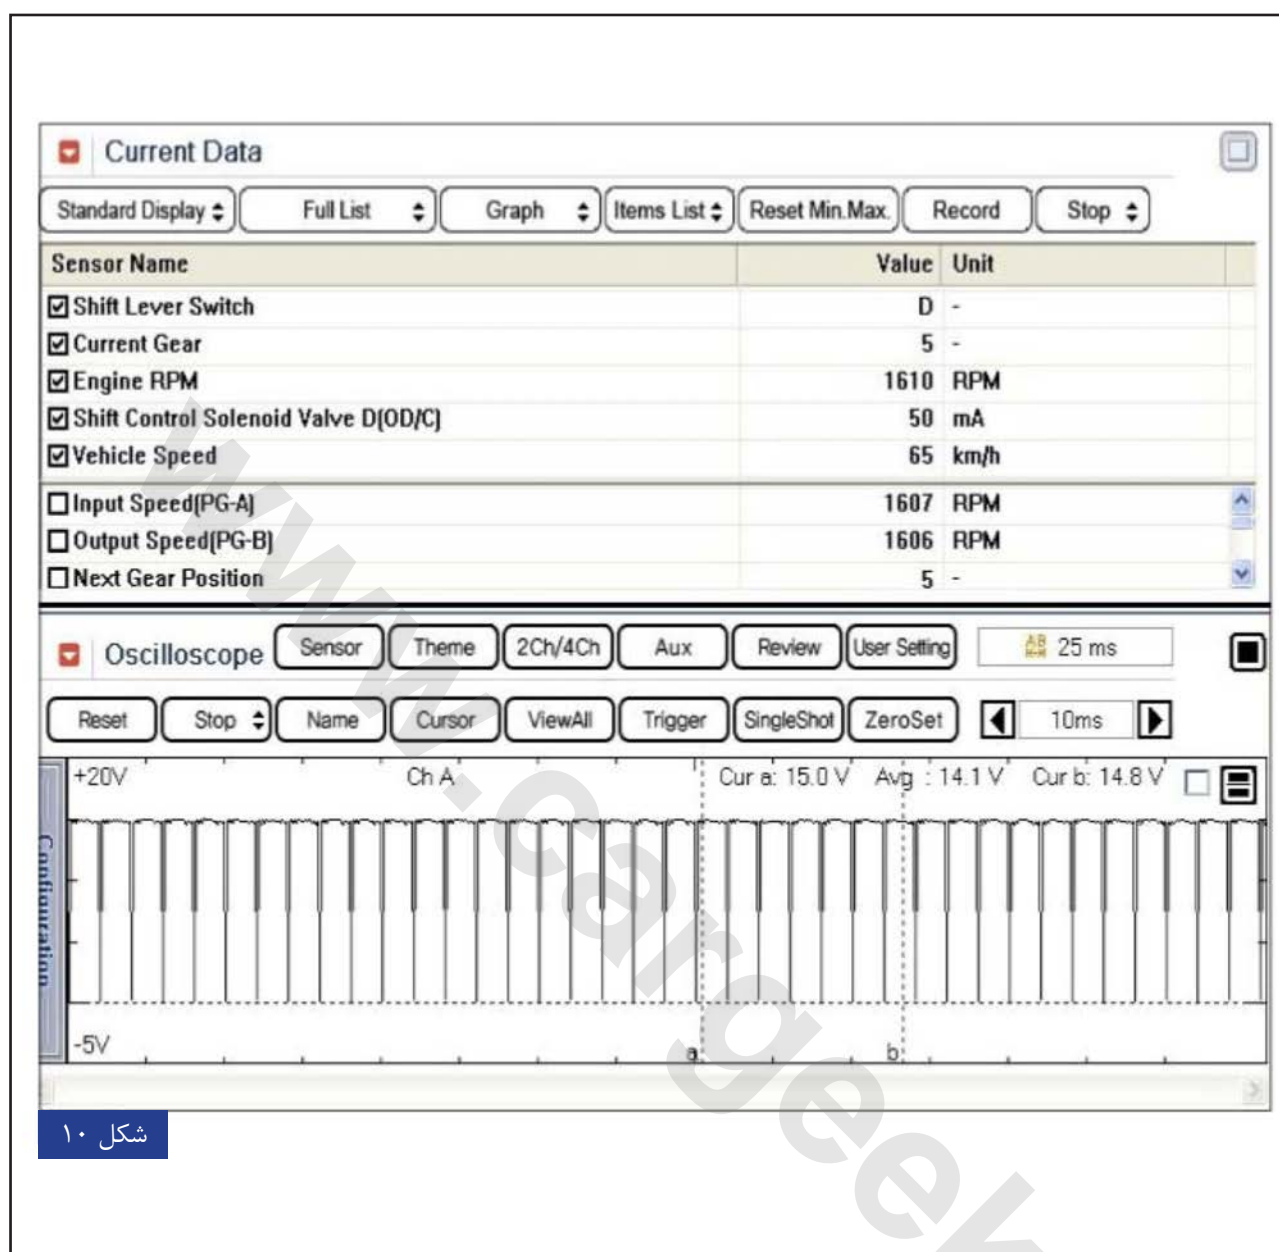 Current Data
Standard Display Full List Graph Items List Reset Min.Max. Record Stop
Sensor Name Value Unit
Shift Lever Switch D -
Current Gear 5 -
Engine RPM 1610 RPM
Shift Control Solenoid Valve D(OD/C) 50 mA
Vehicle Speed 65 km/h
Input Speed(PG-A) 1607 RPM
Output Speed(PG-B) 1606 RPM
Next Gear Position 5 -
Oscilloscope Sensor Theme 2Ch/4Ch Aux Review User Setting AB 25 ms
Reset Stop Name Cursor ViewAll Trigger SingleShot ZeroSet 10ms
+20V Ch A Cur a: 15.0 V Avg : 14.1 V Cur b: 14.8 V
Configuration
-5V a b
شکل ۱۰
www.cargeek